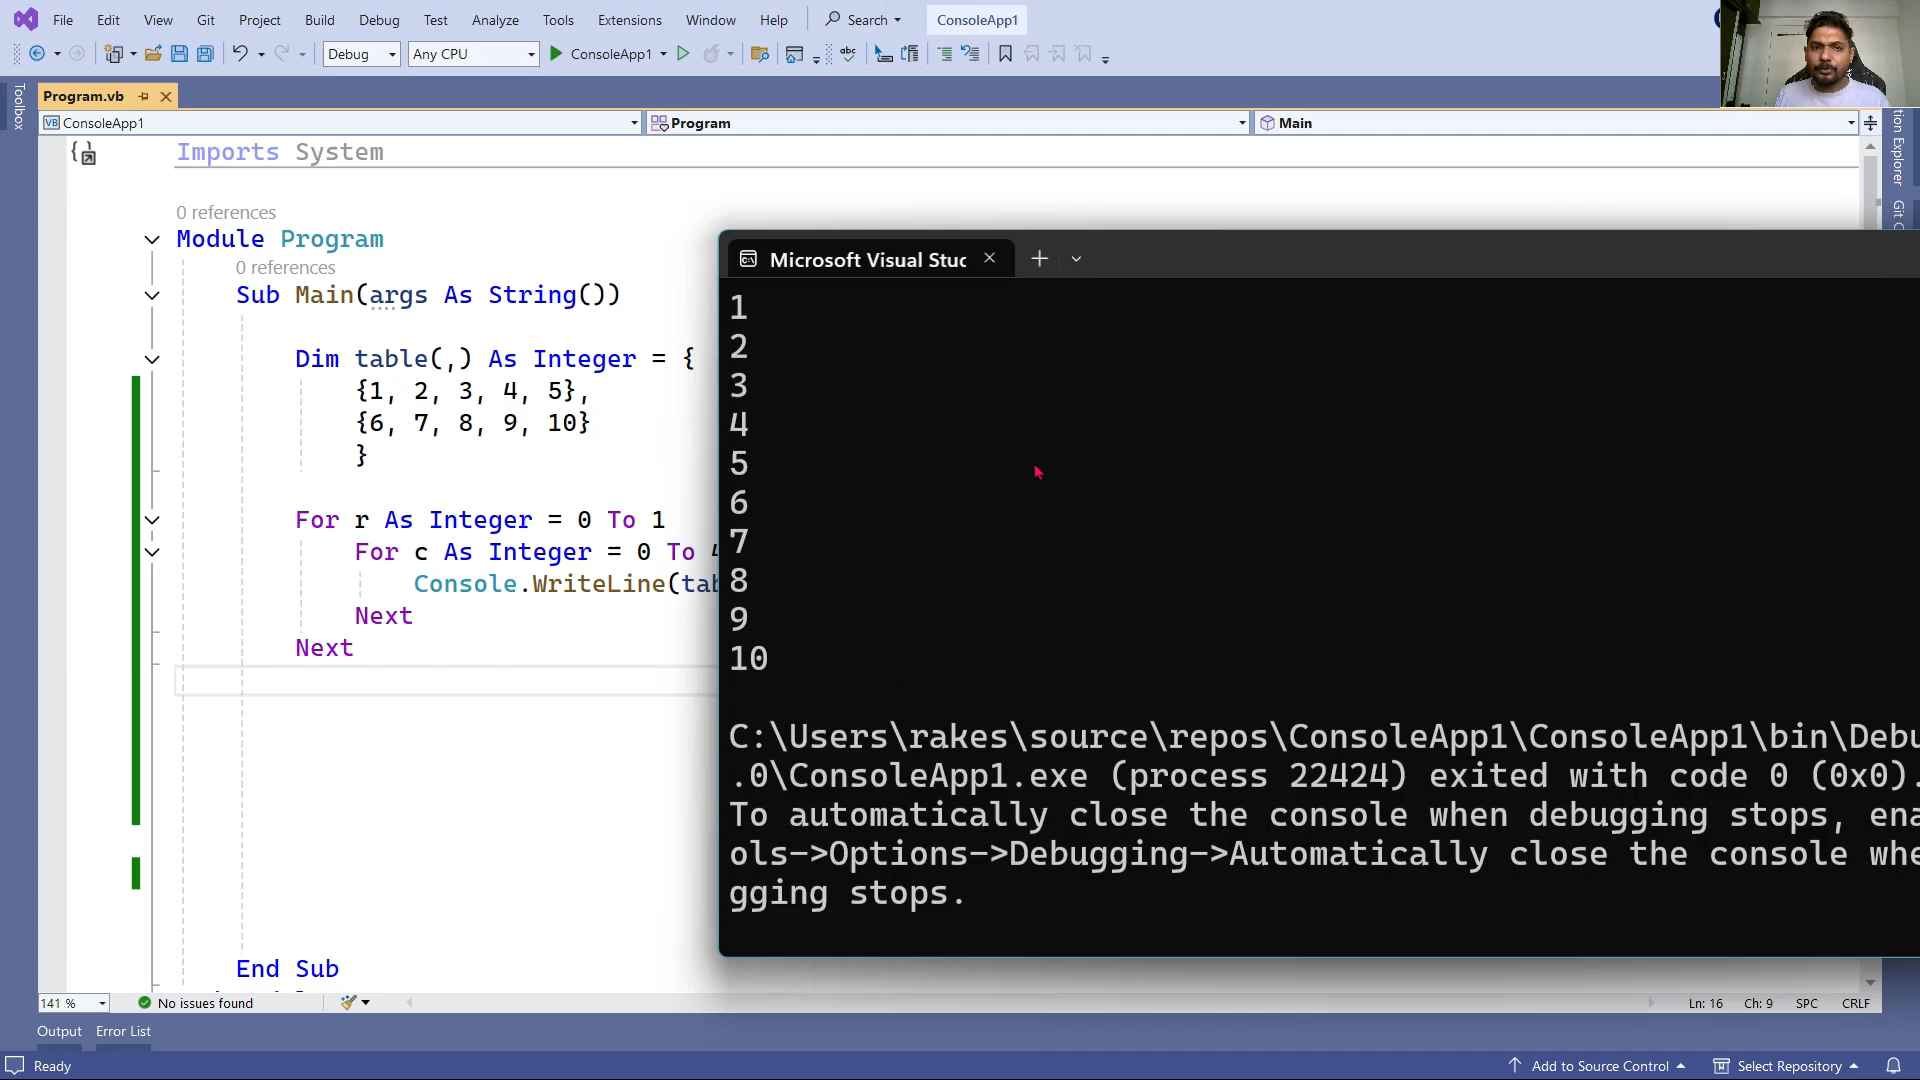 File Edit View Git Project Build Debug Test Analyze Tools Extensions Window Help Search ConsoleApp1
Debug Any CPU ConsoleApp1 abc
Toolbox
Program.vb
VB ConsoleApp1 Program Main
tion Explorer
Git C
Imports System
0 references
Module Program
0 references
Sub Main(args As String())
Dim table(,) As Integer = {
{1, 2, 3, 4, 5},
{6, 7, 8, 9, 10}
}
For r As Integer = 0 To 1
For c As Integer = 0 To 4
Console.WriteLine(tab
Next
Next
End Sub
Microsoft Visual Stuc
1
2
3
4
5
6
7
8
9
10
C:\Users\rakes\source\repos\ConsoleApp1\ConsoleApp1\bin\Debu
.0\ConsoleApp1.exe (process 22424) exited with code 0 (0x0).
To automatically close the console when debugging stops, ena
ols->Options->Debugging->Automatically close the console whe
gging stops.
141 % No issues found Ln: 16 Ch: 9 SPC CRLF
Output Error List
Ready Add to Source Control Select Repository